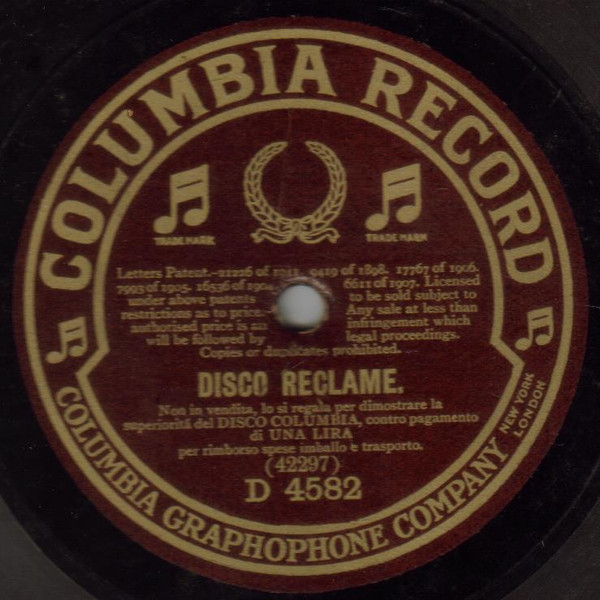 COLUMBIA RECORD
TRADE MARK TRADE MARK
Letters Patent.-22226 of 1911. 9419 of 1898. 17767 of 1906.
7993 of 1905. 16536 of 6611 of 1907. Licensed
under above patents to be sold subject to
restrictions as to price Any sale at less than
authorised price is an infringement which
will be followed by legal proceedings.
Copies or duplicates prohibited.
DISCO RECLAME.
Non in vendita, lo si regala per dimostrare la
superioritá del DISCO COLUMBIA, contro pagamento
di UNA LIRA
per rimborso spese imballo è trasporto.
(42297)
D 4582
COLUMBIA GRAPHOPHONE COMPANY
NEW YORK
LONDON